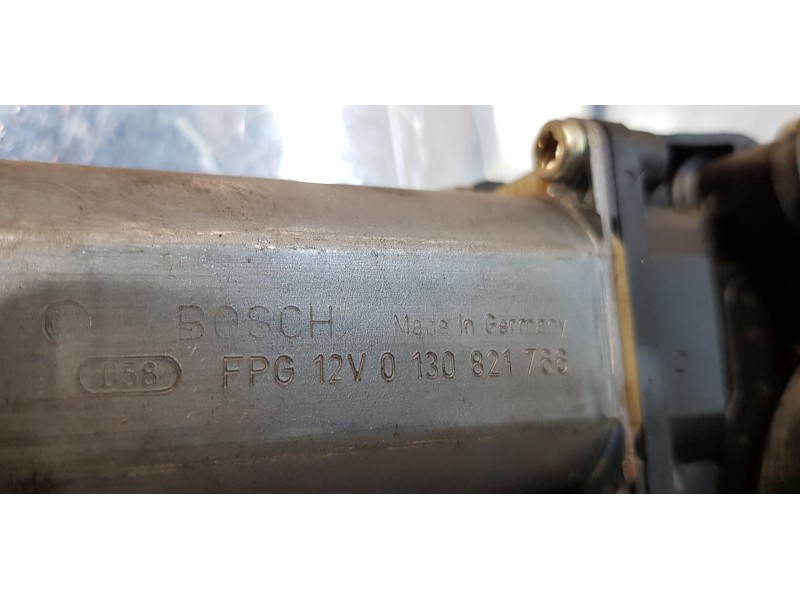 BOSCH Made in Germany
058 FPG 12V 0 130 821 766